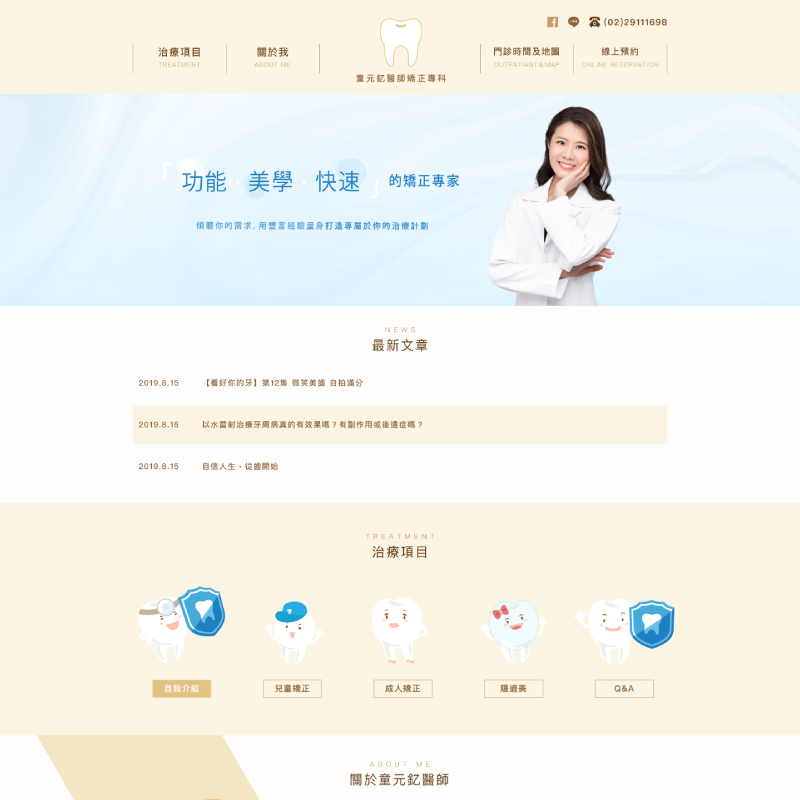 (02)29111698
治療項目
TREATMENT
關於我
ABOUT ME
童元釔醫師矯正專科
門診時間及地圖
OUTPATIANT & MAP
線上預約
ONLINE RESERVATION
「功能 · 美學 · 快速」的矯正專家
傾聽你的需求, 用豐富經驗量身打造專屬於你的治療計劃
NEWS
最新文章
2019.8.15 【看好你的牙】第12集 微笑美齒 自拍滿分
2019.8.15 以水雷射治療牙周病真的有效果嗎？有副作用或後遺症嗎？
2019.8.15 自信人生，從齒開始
TREATMENT
治療項目
自我介紹
兒童矯正
成人矯正
隱適美
Q&A
ABOUT ME
關於童元釔醫師